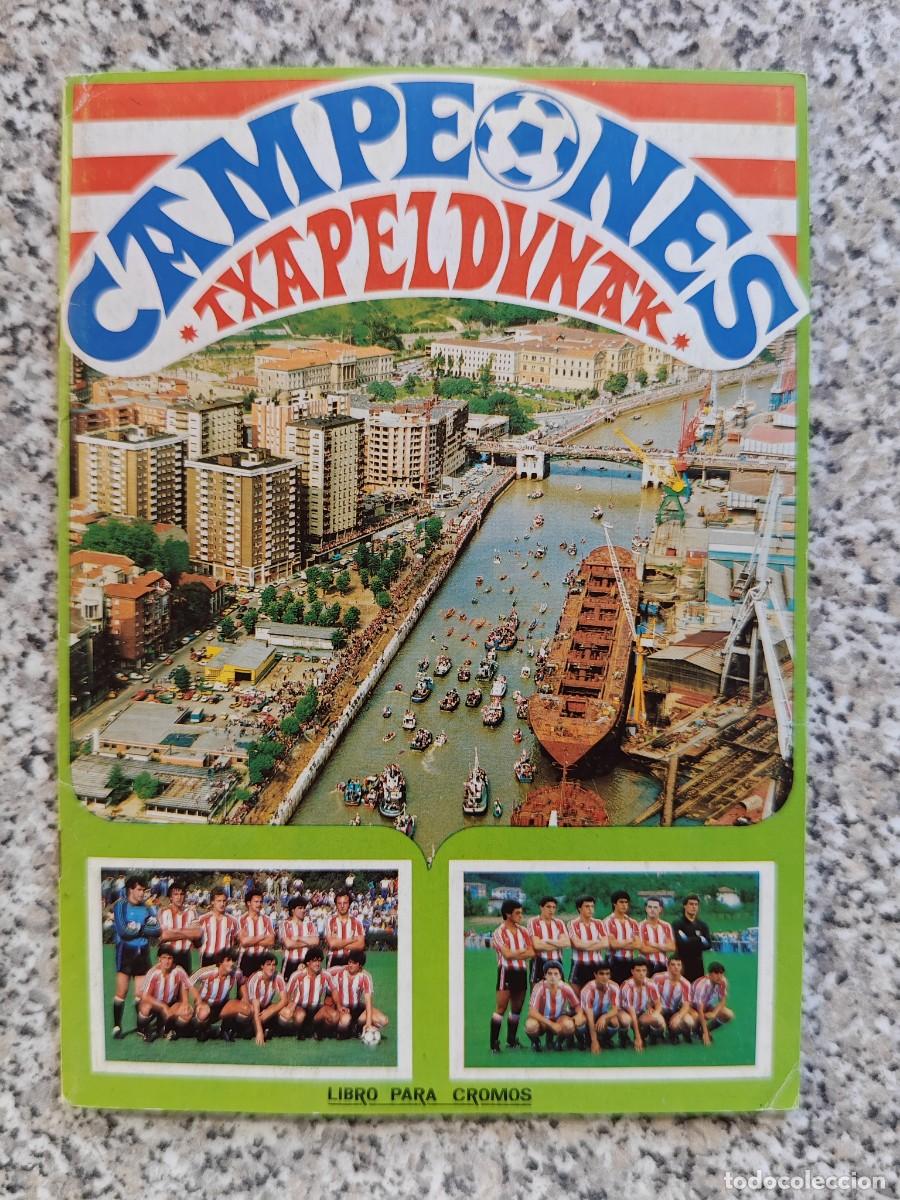 CAMPEONES
* TXAPELDUNAK *
LIBRO PARA CROMOS
todocoleccion